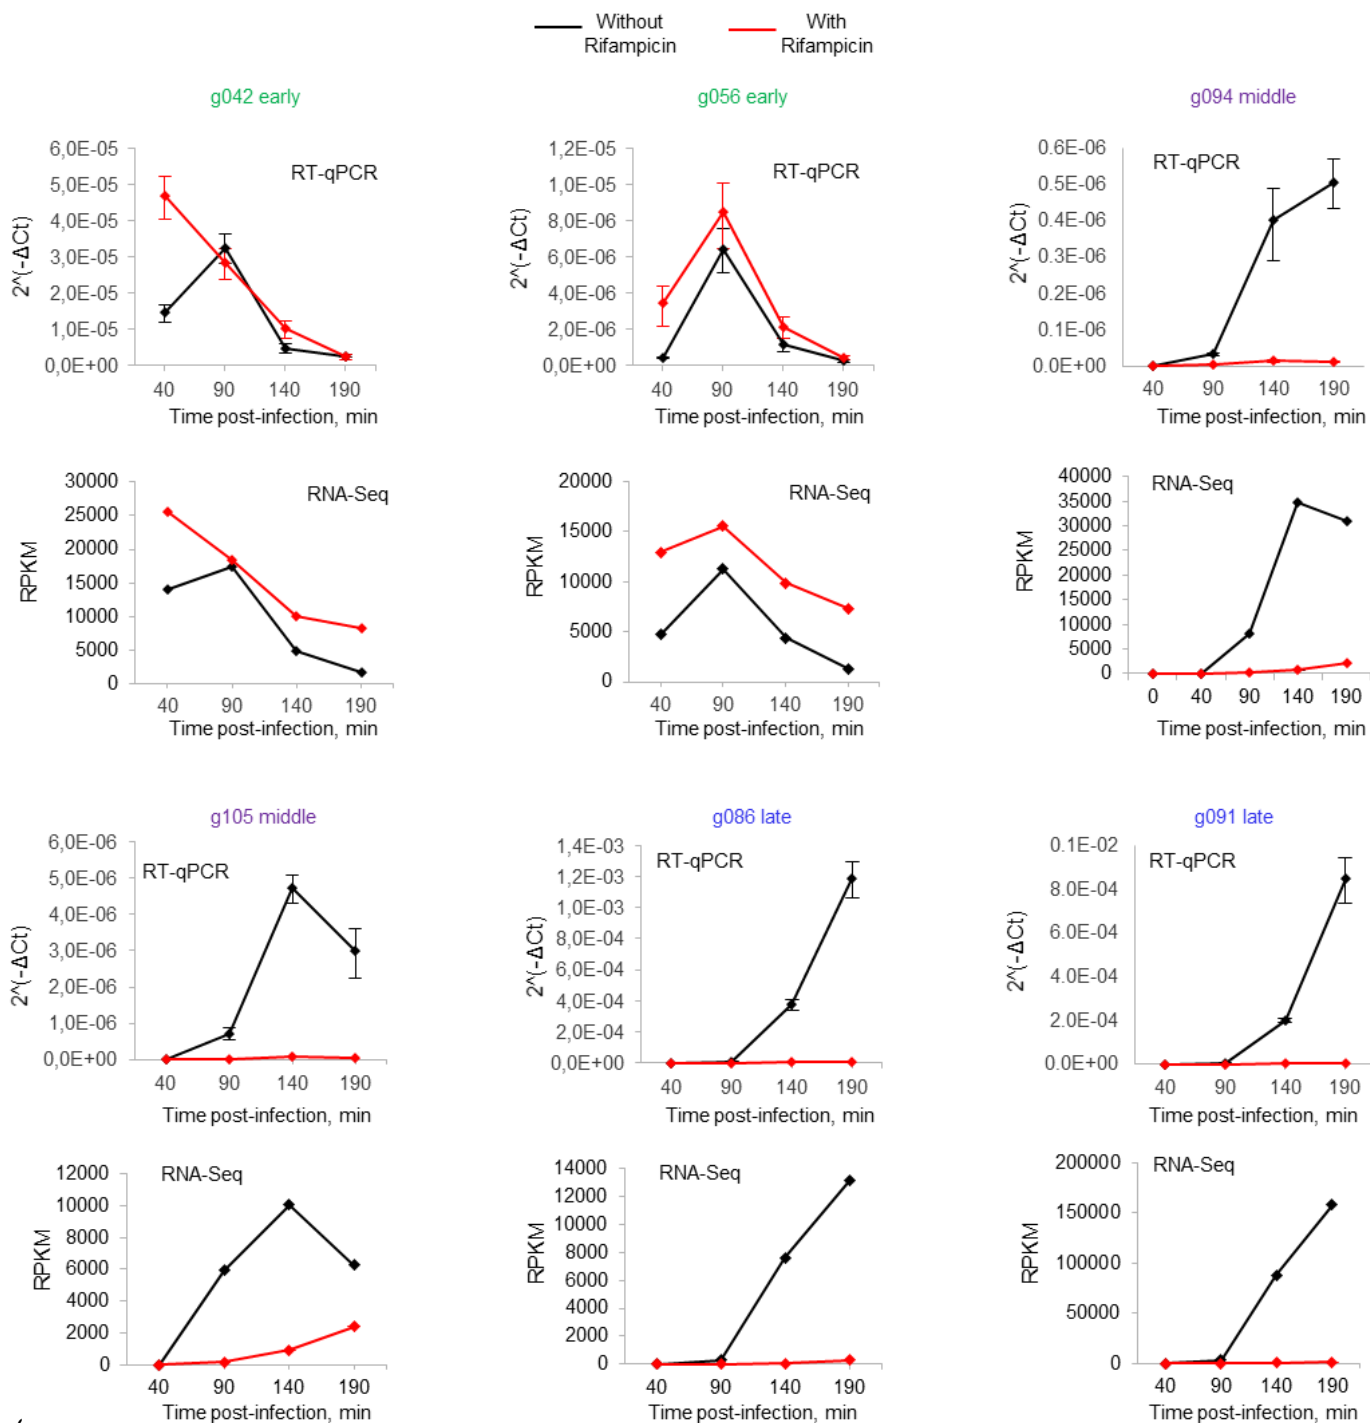 Without
Rifampicin
With
Rifampicin
g042 early
g056 early
g094 middle
RT-qPCR
2^(-ΔCt)
6,0E-05
5,0E-05
4,0E-05
3,0E-05
2,0E-05
1,0E-05
0,0E+00
40 90 140 190
Time post-infection, min
RT-qPCR
2^(-ΔCt)
1,2E-05
1,0E-05
8,0E-06
6,0E-06
4,0E-06
2,0E-06
0,0E+00
40 90 140 190
Time post-infection, min
RT-qPCR
2^(-ΔCt)
0.6E-06
0.5E-06
0.4E-06
0.3E-06
0.2E-06
0.1E-06
0.E+00
40 90 140 190
Time post-infection, min
RNA-Seq
RPKM
30000
25000
20000
15000
10000
5000
0
40 90 140 190
Time post-infection, min
RNA-Seq
RPKM
20000
15000
10000
5000
0
40 90 140 190
Time post-infection, min
RNA-Seq
RPKM
40000
35000
30000
25000
20000
15000
10000
5000
0
0 40 90 140 190
Time post-infection, min
g105 middle
g086 late
g091 late
RT-qPCR
2^(-ΔCt)
6,0E-06
5,0E-06
4,0E-06
3,0E-06
2,0E-06
1,0E-06
0,0E+00
40 90 140 190
Time post-infection, min
RT-qPCR
2^(-ΔCt)
1,4E-03
1,2E-03
1,0E-03
8,0E-04
6,0E-04
4,0E-04
2,0E-04
0,0E+00
40 90 140 190
Time post-infection, min
RT-qPCR
2^(-ΔCt)
0.1E-02
8.0E-04
6.0E-04
4.0E-04
2.0E-04
0.E+00
40 90 140 190
Time post-infection, min
RNA-Seq
RPKM
12000
10000
8000
6000
4000
2000
0
40 90 140 190
Time post-infection, min
RNA-Seq
RPKM
14000
12000
10000
8000
6000
4000
2000
0
40 90 140 190
Time post-infection, min
RNA-Seq
RPKM
200000
150000
100000
50000
0
40 90 140 190
Time post-infection, min